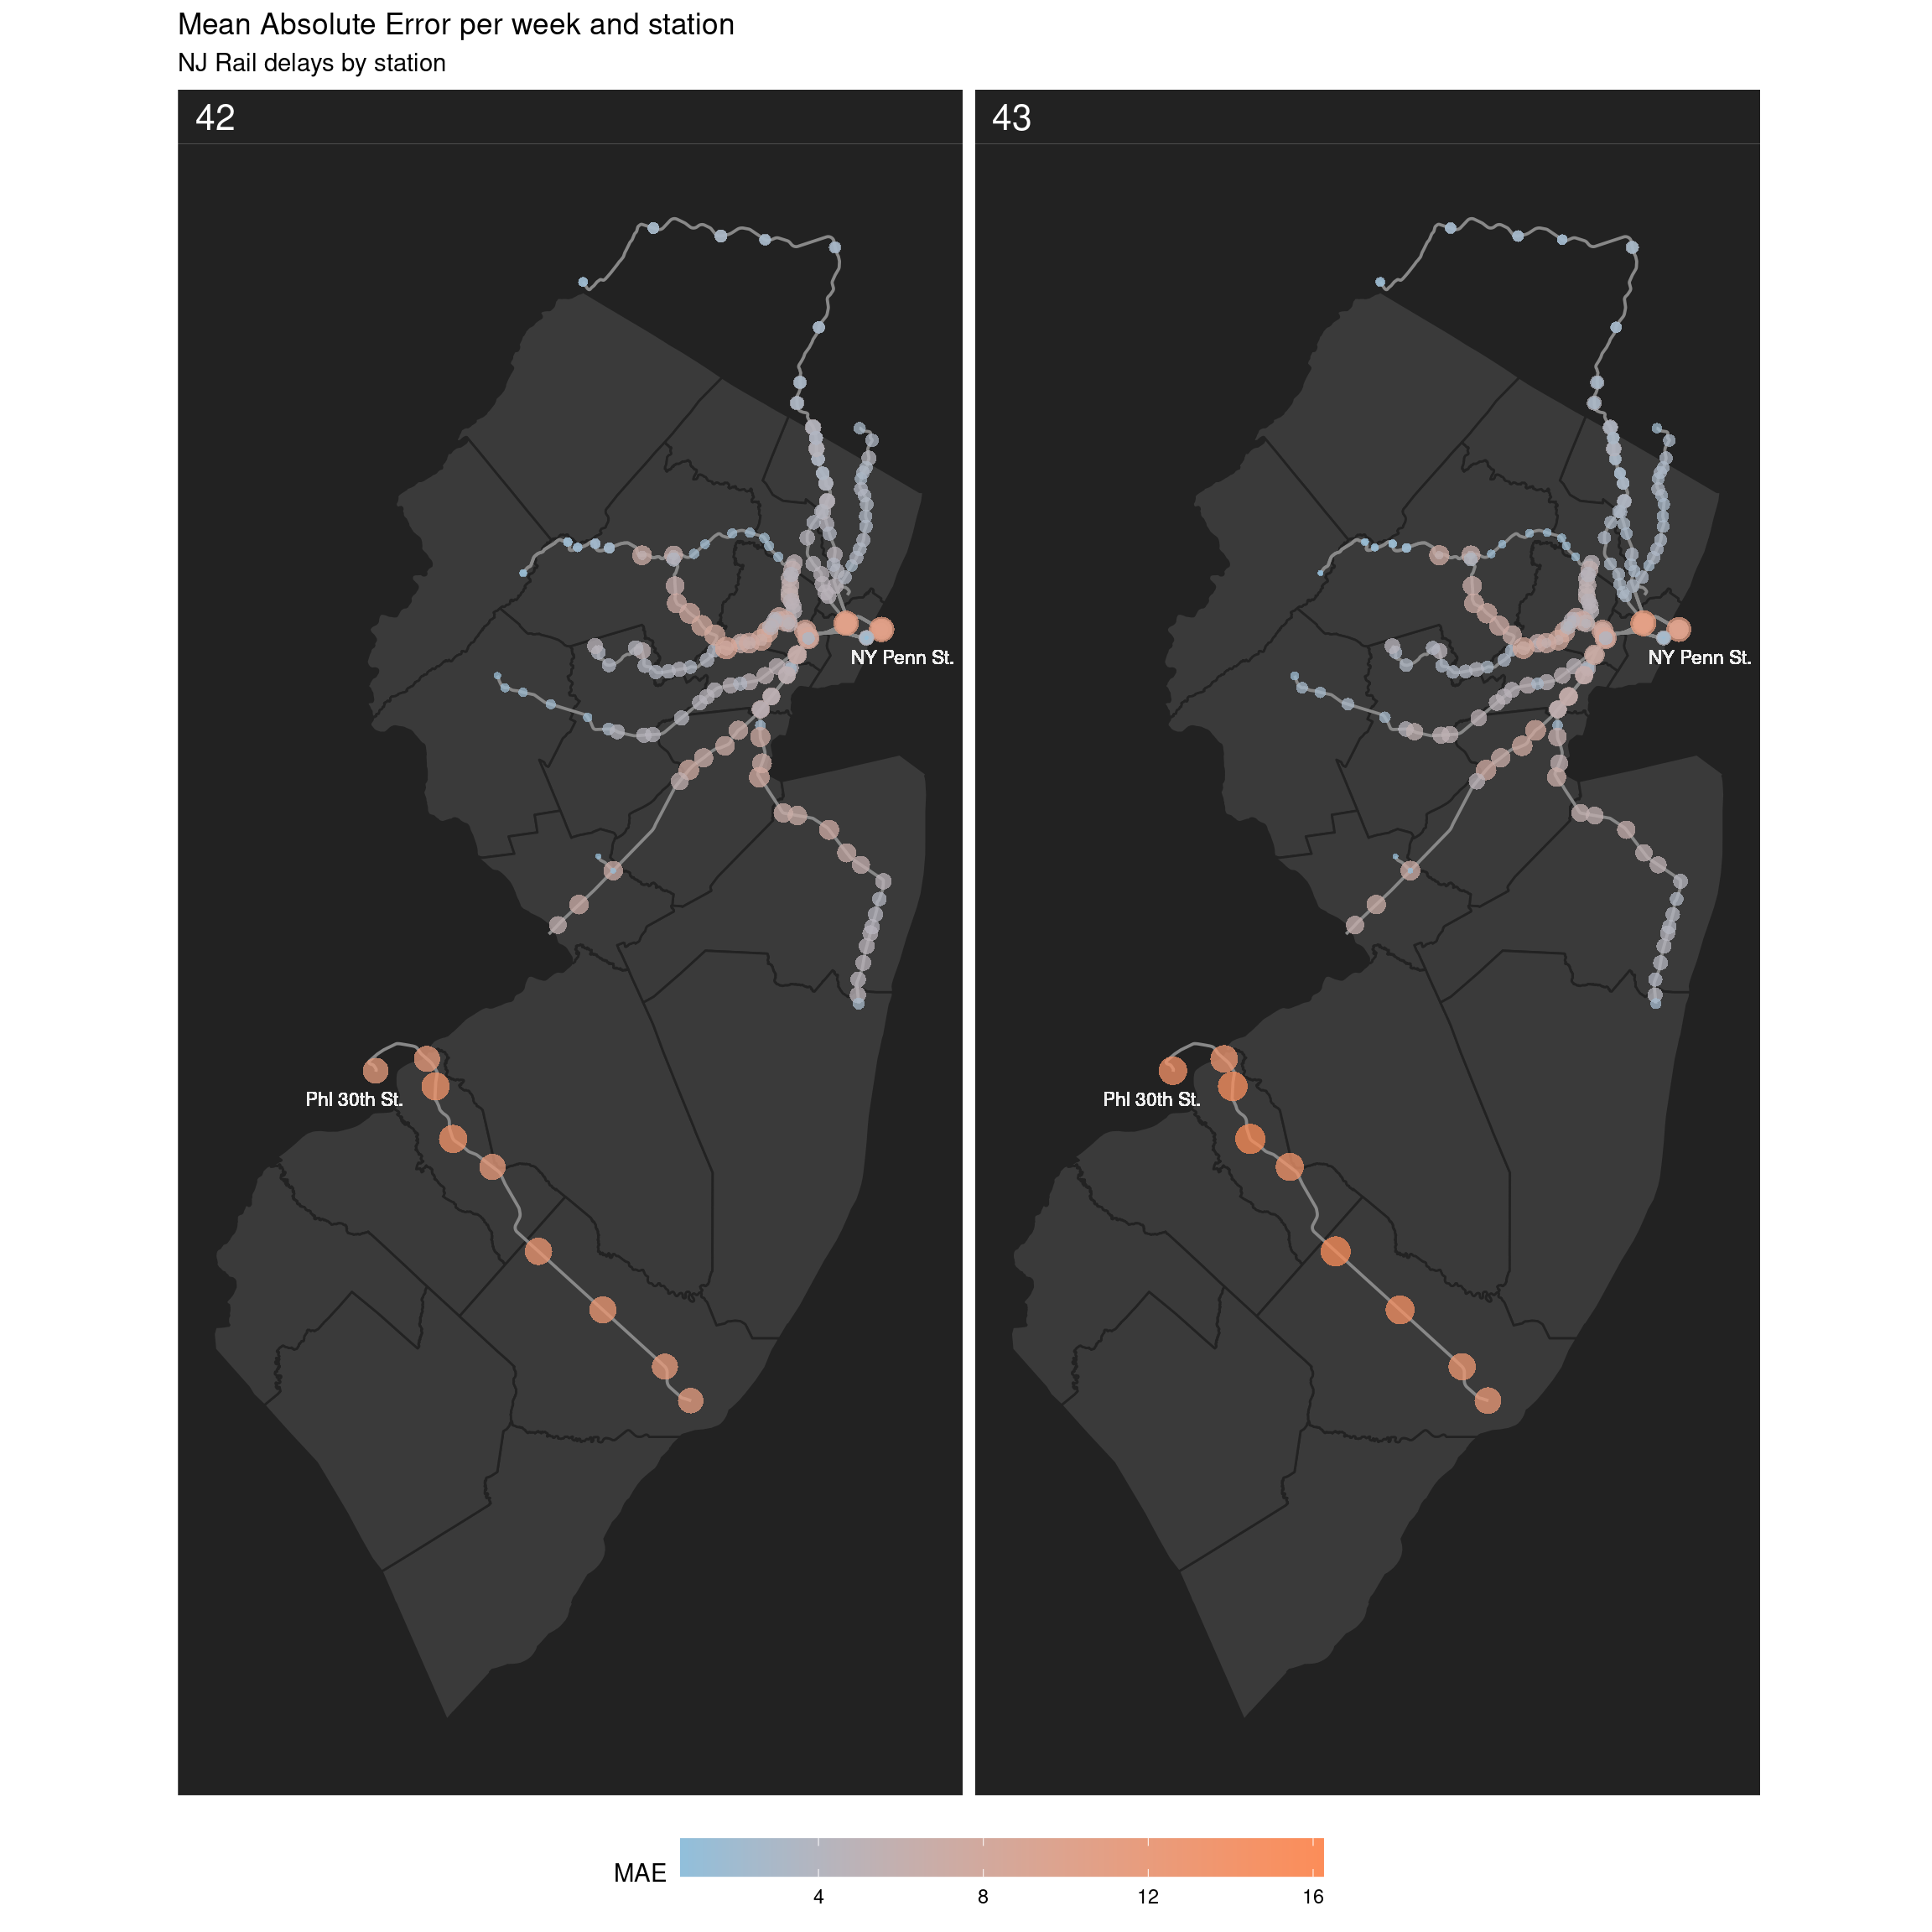 Mean Absolute Error per week and station
NJ Rail delays by station
42
43
NY Penn St.
NY Penn St.
Phl 30th St.
Phl 30th St.
MAE
4
8
12
16